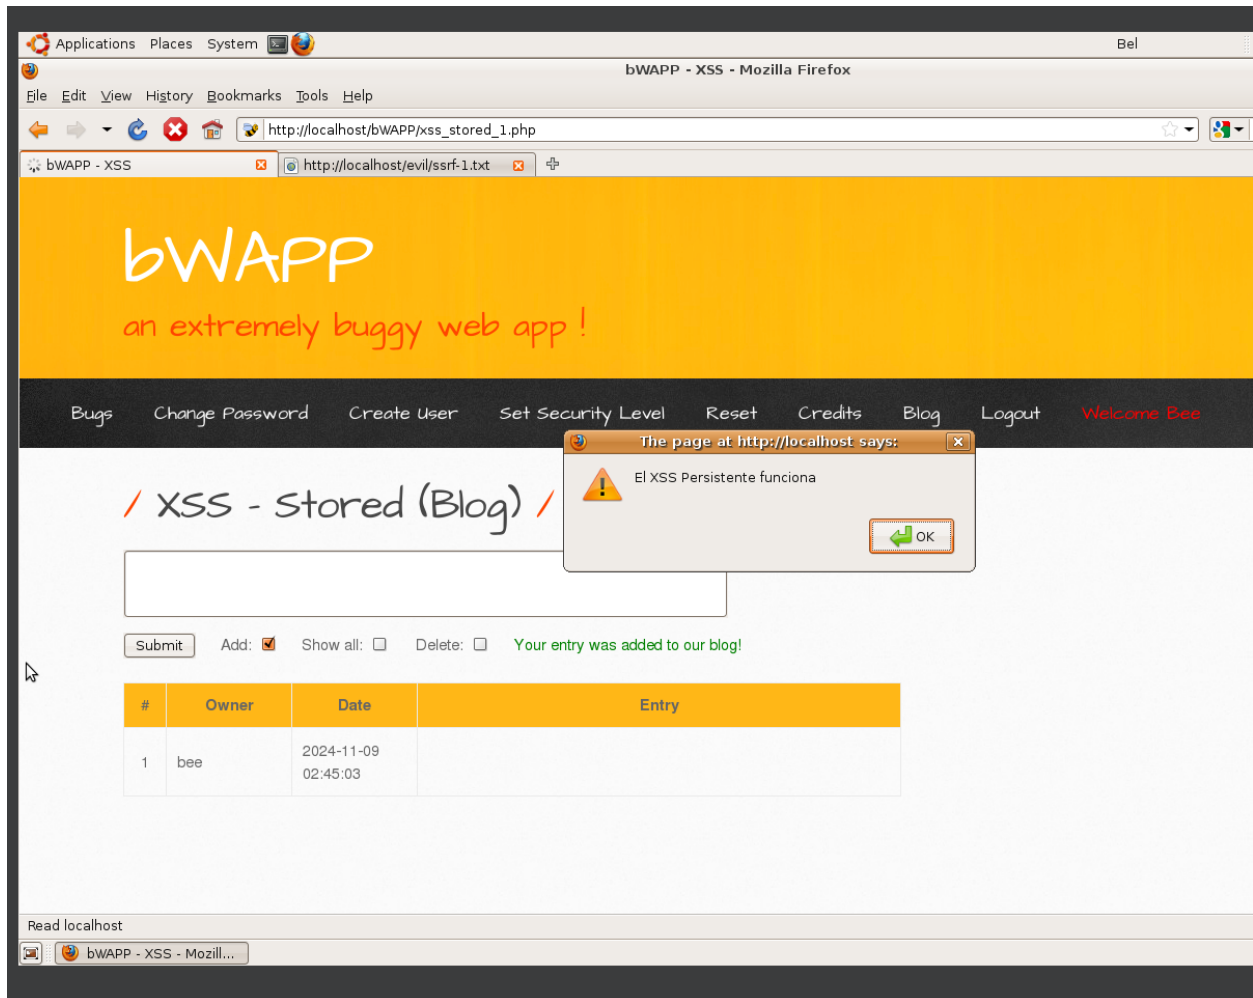 Applications Places System Bel
bWAPP - XSS - Mozilla Firefox
File Edit View History Bookmarks Tools Help
http://localhost/bWAPP/xss_stored_1.php
bWAPP - XSS http://localhost/evil/ssrf-1.txt
bWAPP
an extremely buggy web app !
Bugs Change Password Create User Set Security Level Reset Credits Blog Logout Welcome Bee
The page at http://localhost says:
El XSS Persistente funciona
OK
/ XSS - Stored (Blog) /
Submit Add: Show all: Delete: Your entry was added to our blog!
# Owner Date Entry
1 bee 2024-11-09
02:45:03
Read localhost
bWAPP - XSS - Mozill...